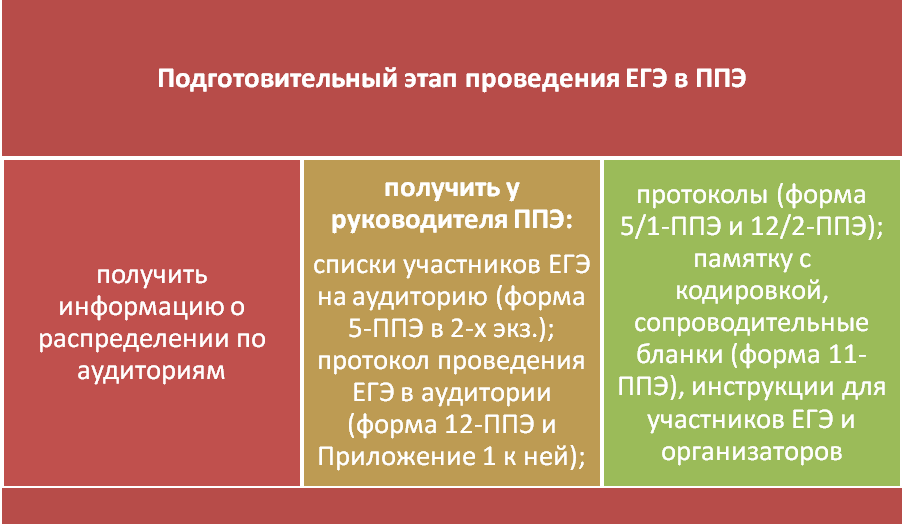 Подготовительный этап проведения ЕГЭ в ППЭ
получить
информацию о
распределении по
аудиториям
получить у
руководителя ППЭ:
списки участников ЕГЭ
на аудиторию (форма
5-ППЭ в 2-х экз.);
протокол проведения
ЕГЭ в аудитории
(форма 12-ППЭ и
Приложение 1 к ней);
протоколы (форма
5/1-ППЭ и 12/2-ППЭ);
памятку с
кодировкой,
сопроводительные
бланки (форма 11-
ППЭ), инструкции для
участников ЕГЭ и
организаторов